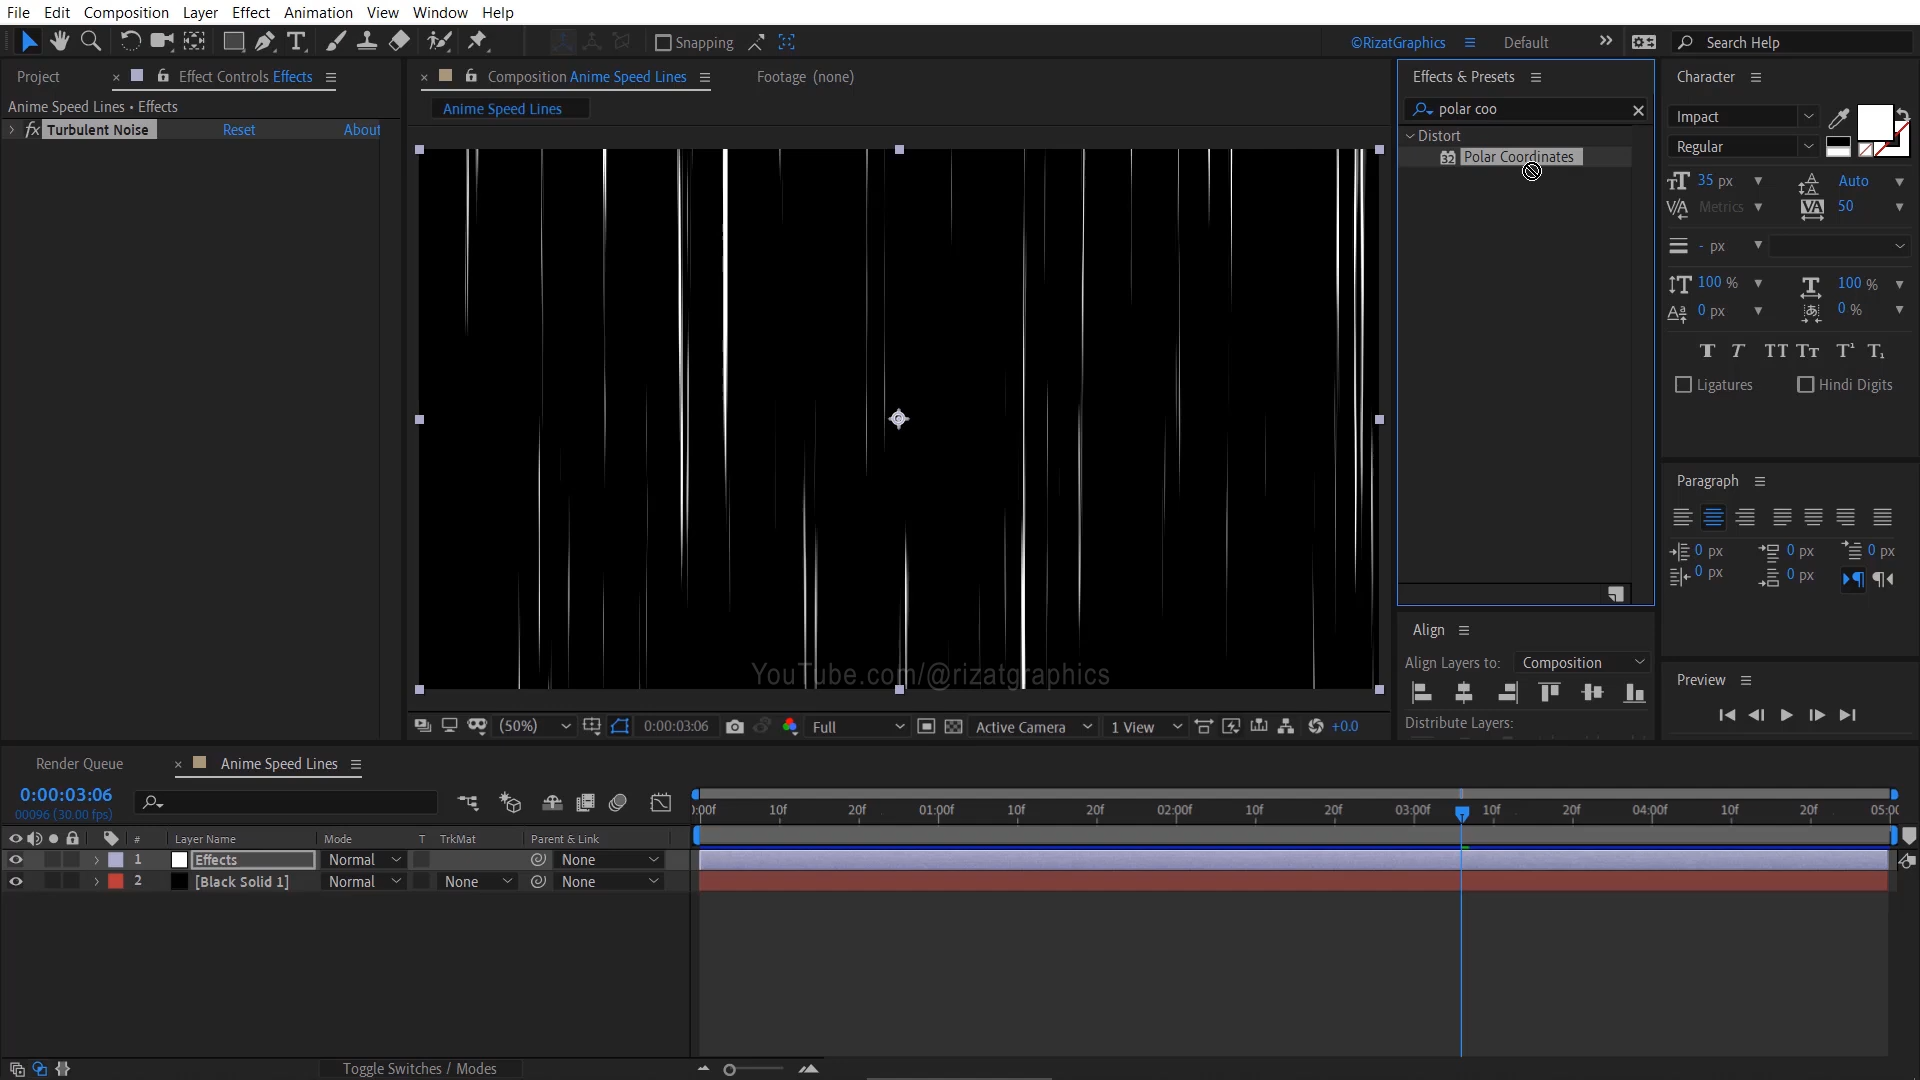 File Edit Composition Layer Effect Animation View Window Help
Snapping
©RizatGraphics Default Search Help
Project Effect Controls Effects
Composition Anime Speed Lines Footage (none)
Effects & Presets
Character
Anime Speed Lines • Effects
Anime Speed Lines
polar coo
Impact
fx Turbulent Noise Reset About
Distort
32 Polar Coordinates
Regular
35 px Auto
Metrics 50
- px
100 % 100 %
0 px 0 %
Ligatures Hindi Digits
Paragraph
0 px 0 px 0 px
0 px 0 px
Align
Align Layers to: Composition
Distribute Layers:
Preview
YouTube.com/@rizatgraphics
(50%) 0:00:03:06 Full Active Camera 1 View +0.0
Render Queue Anime Speed Lines
0:00:03:06
00096 (30.00 fps)
):00f 10f 20f 01:00f 10f 20f 02:00f 10f 20f 03:00f 10f 20f 04:00f 10f 20f 05:0(
# Layer Name Mode T TrkMat Parent & Link
1 Effects Normal None
2 [Black Solid 1] Normal None None
Toggle Switches / Modes